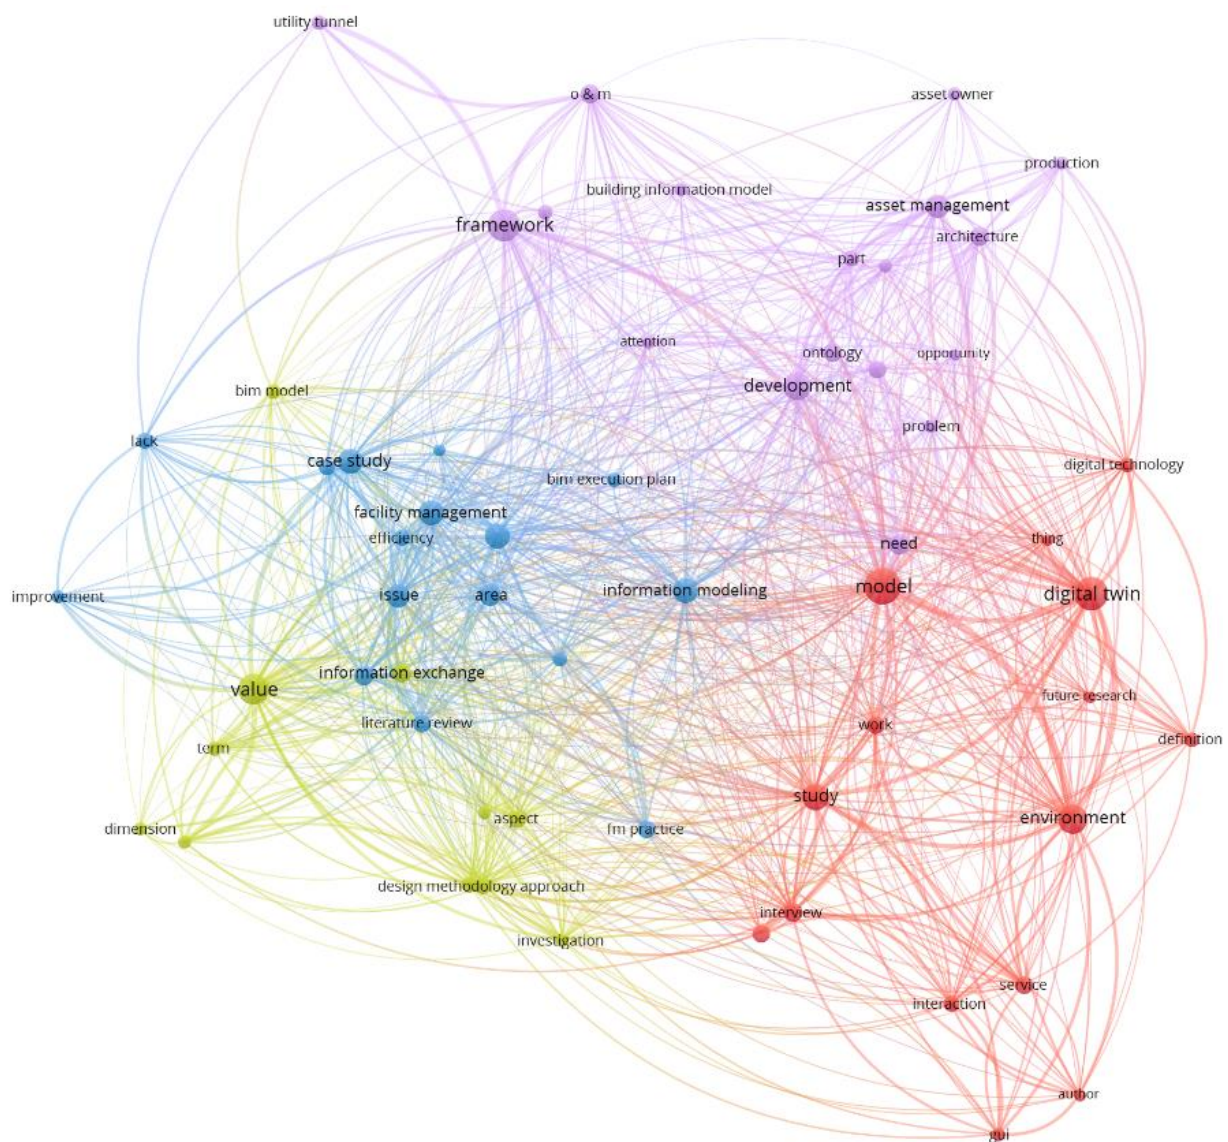 utility tunnel
o & m
asset owner
production
building information model
asset management
framework
architecture
part
attention
ontology
opportunity
development
bim model
problem
lack
case study
digital technology
bim execution plan
facility management
efficiency
need
thing
improvement
issue
area
information modeling
model
digital twin
information exchange
value
future research
literature review
work
definition
term
study
environment
dimension
aspect
fm practice
design methodology approach
interview
investigation
service
interaction
author
gui